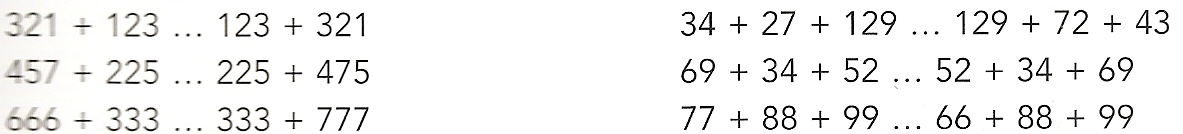 321 + 123 ... 123 + 321
457 + 225 ... 225 + 475
666 + 333 ... 333 + 777
34 + 27 + 129 ... 129 + 72 + 43
69 + 34 + 52 ... 52 + 34 + 69
77 + 88 + 99 ... 66 + 88 + 99